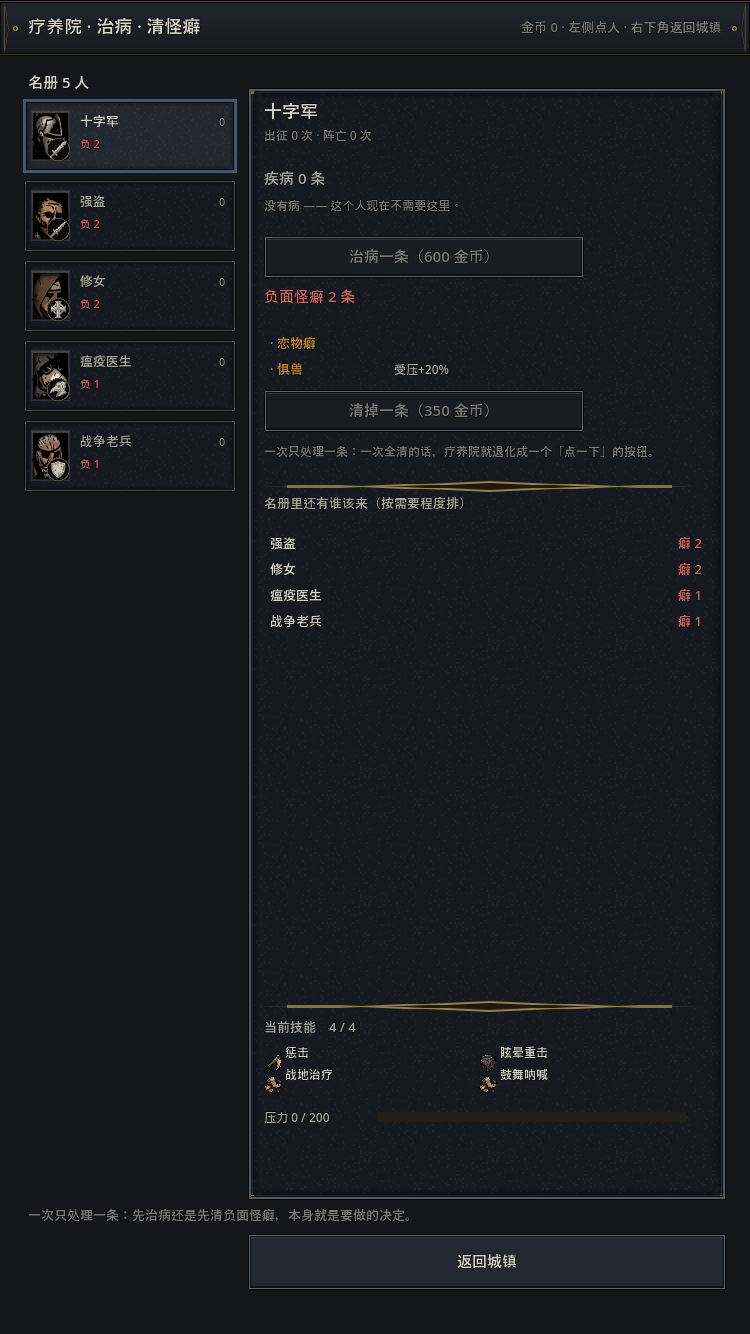 疗养院 · 治病 · 清怪癖
金币 0 · 左侧点人 · 右下角返回城镇
名册 5 人
十字军 0
负 2
强盗 0
负 2
修女 0
负 2
瘟疫医生 0
负 1
战争老兵 0
负 1
十字军
出征 0 次 · 阵亡 0 次
疾病 0 条
没有病 —— 这个人现在不需要这里。
治病一条（600 金币）
负面怪癖 2 条
· 恋物癖
· 惧兽 受压+20%
清掉一条（350 金币）
一次只处理一条：一次全清的话，疗养院就退化成一个「点一下」的按钮。
名册里还有谁该来（按需要程度排）
强盗 癖 2
修女 癖 2
瘟疫医生 癖 1
战争老兵 癖 1
当前技能 4 / 4
惩击 眩晕重击
战地治疗 鼓舞呐喊
压力 0 / 200
一次只处理一条：先治病还是先清负面怪癖，本身就是要做的决定。
返回城镇